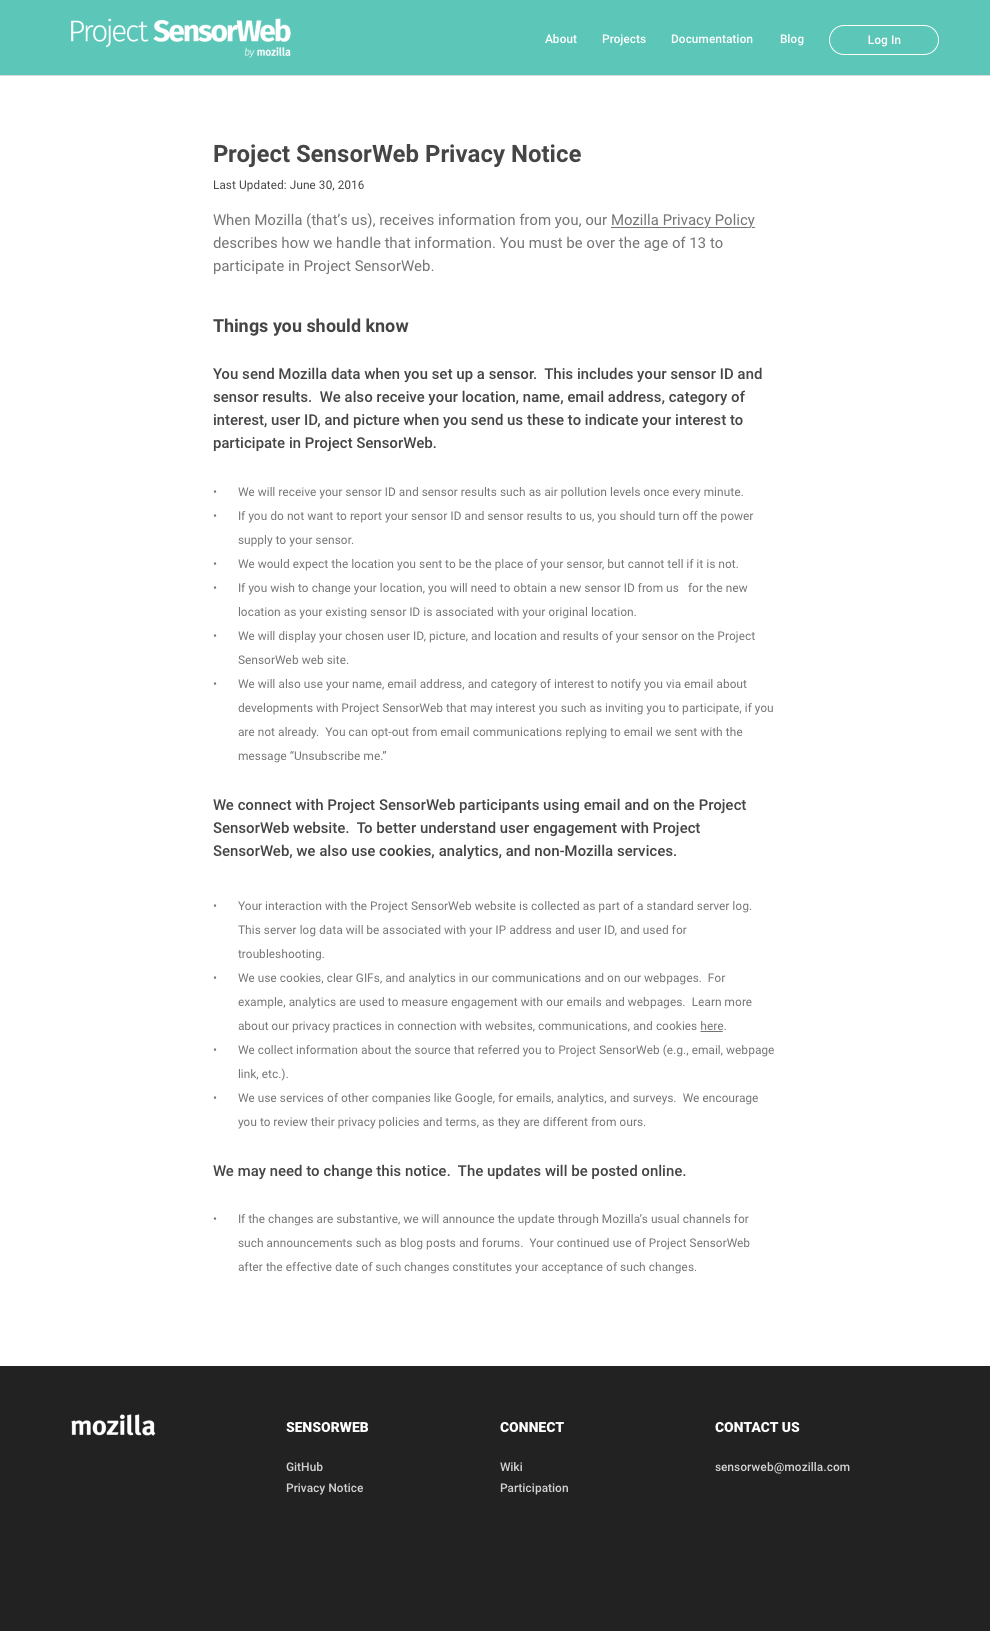 Project SensorWeb
by mozilla
About Projects Documentation Blog Log In
Project SensorWeb Privacy Notice
Last Updated: June 30, 2016
When Mozilla (that’s us), receives information from you, our Mozilla Privacy Policy
describes how we handle that information. You must be over the age of 13 to
participate in Project SensorWeb.
Things you should know
You send Mozilla data when you set up a sensor.  This includes your sensor ID and
sensor results.  We also receive your location, name, email address, category of
interest, user ID, and picture when you send us these to indicate your interest to
participate in Project SensorWeb.
• We will receive your sensor ID and sensor results such as air pollution levels once every minute.
• If you do not want to report your sensor ID and sensor results to us, you should turn off the power
supply to your sensor.
• We would expect the location you sent to be the place of your sensor, but cannot tell if it is not.
• If you wish to change your location, you will need to obtain a new sensor ID from us   for the new
location as your existing sensor ID is associated with your original location.
• We will display your chosen user ID, picture, and location and results of your sensor on the Project
SensorWeb web site.
• We will also use your name, email address, and category of interest to notify you via email about
developments with Project SensorWeb that may interest you such as inviting you to participate, if you
are not already.  You can opt-out from email communications replying to email we sent with the
message “Unsubscribe me.”
We connect with Project SensorWeb participants using email and on the Project
SensorWeb website.  To better understand user engagement with Project
SensorWeb, we also use cookies, analytics, and non-Mozilla services.
• Your interaction with the Project SensorWeb website is collected as part of a standard server log.
This server log data will be associated with your IP address and user ID, and used for
troubleshooting.
• We use cookies, clear GIFs, and analytics in our communications and on our webpages.  For
example, analytics are used to measure engagement with our emails and webpages.  Learn more
about our privacy practices in connection with websites, communications, and cookies here.
• We collect information about the source that referred you to Project SensorWeb (e.g., email, webpage
link, etc.).
• We use services of other companies like Google, for emails, analytics, and surveys.  We encourage
you to review their privacy policies and terms, as they are different from ours.
We may need to change this notice.  The updates will be posted online.
• If the changes are substantive, we will announce the update through Mozilla’s usual channels for
such announcements such as blog posts and forums.  Your continued use of Project SensorWeb
after the effective date of such changes constitutes your acceptance of such changes.
mozilla
SENSORWEB
GitHub
Privacy Notice
CONNECT
Wiki
Participation
CONTACT US
sensorweb@mozilla.com